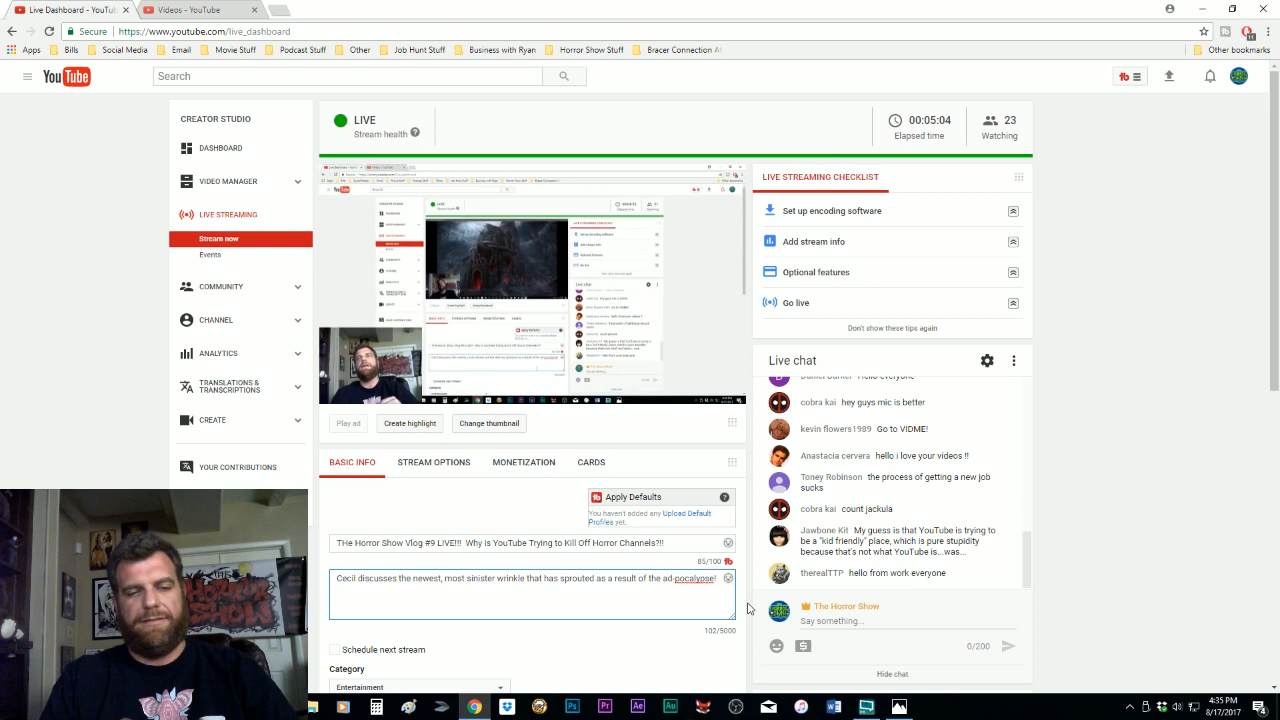 Live Dashboard - YouTu
Videos - YouTube
Secure
https://www.youtube.com/live_dashboard
11
Apps
Bills
Social Media
Email
Movie Stuff
Podcast Stuff
Other
Job Hunt Stuff
Business with Ryan
Horror Show Stuff
Bracer Connection At
Other bookmarks
YouTube
Search
CREATOR STUDIO
DASHBOARD
VIDEO MANAGER
LIVE STREAMING
Stream now
Events
COMMUNITY
CHANNEL
ANALYTICS
TRANSLATIONS &
TRANSCRIPTIONS
CREATE
YOUR CONTRIBUTIONS
LIVE
Stream health
00:05:04
Elapsed time
23
Watching
Play ad
Create highlight
Change thumbnail
BASIC INFO
STREAM OPTIONS
MONETIZATION
CARDS
Apply Defaults
You haven't added any Upload Default
Profiles yet.
THe Horror Show Vlog #9 LIVE!!! Why is YouTube Trying to Kill Off Horror Channels?!!
85/100
Cecil discusses the newest, most sinister wrinkle that has sprouted as a result of the ad-pocalypse!
102/5000
Schedule next stream
Category
Entertainment
LIVE STREAMING CHECKLIST
Set up encoding software
Add stream info
Optional features
Go live
Don't show these tips again
Live chat
Daniel Darker Hello everyone
cobra kai hey guys mic is better
kevin flowers1989 Go to VIDME!
Anastacia cervera hello i love your videos !!
Toney Robinson the process of getting a new job
sucks
cobra kai count jackula
Jawbone Kit My guess is that YouTube is trying to
be a "kid friendly" place, which is pure stupidity
because that's not what YouTube is...was...
therealTTP hello from work everyone
The Horror Show
Say something...
0/200
Hide chat
4:35 PM
8/17/2017